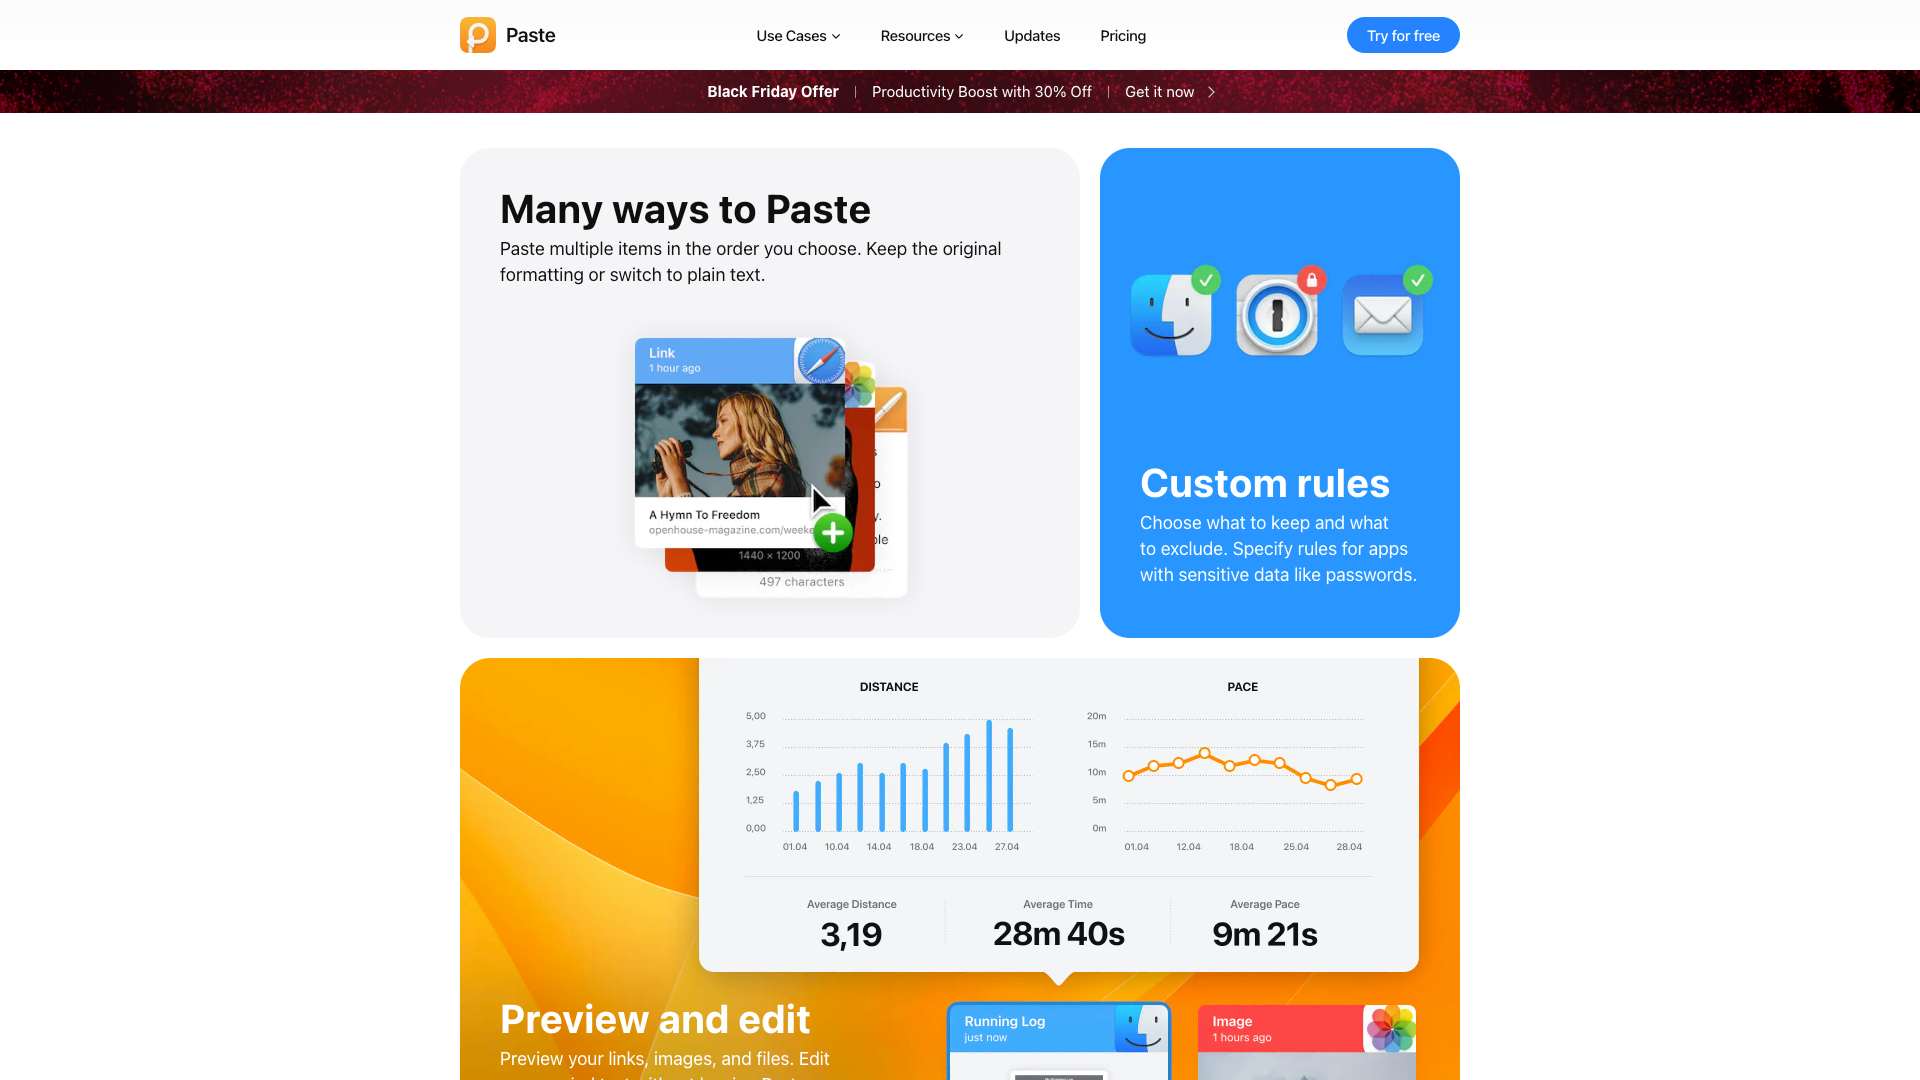 Paste
Use Cases
Resources
Updates
Pricing
Try for free
Black Friday Offer | Productivity Boost with 30% Off | Get it now
Many ways to Paste
Paste multiple items in the order you choose. Keep the original
formatting or switch to plain text.
Link
1 hour ago
A Hymn To Freedom
openhouse-magazine.com/weeke
1440 × 1200
497 characters
Custom rules
Choose what to keep and what
to exclude. Specify rules for apps
with sensitive data like passwords.
DISTANCE
5,00
3,75
2,50
1,25
0,00
01.04 10.04 14.04 18.04 23.04 27.04
PACE
20m
15m
10m
5m
0m
01.04 12.04 18.04 25.04 28.04
Average Distance
3,19
Average Time
28m 40s
Average Pace
9m 21s
Preview and edit
Preview your links, images, and files. Edit
Running Log
just now
Image
1 hours ago